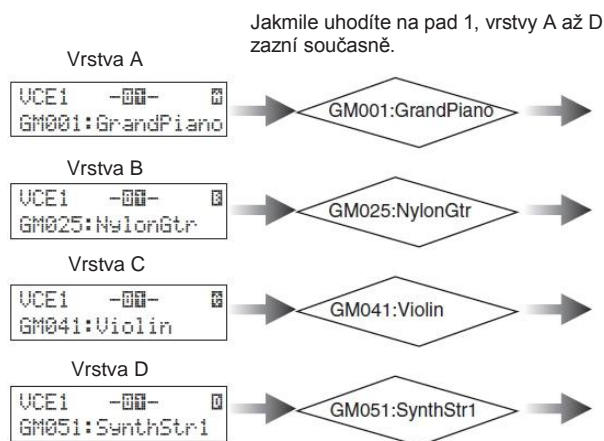 Jakmile uhodíte na pad 1, vrstvy A až D
zazní současně.
Vrstva A
VCE1 -01- A
GM001:GrandPiano
GM001:GrandPiano
Vrstva B
VCE1 -01- B
GM025:NylonGtr
GM025:NylonGtr
Vrstva C
VCE1 -01- C
GM041:Violin
GM041:Violin
Vrstva D
VCE1 -01- D
GM051:SynthStr1
GM051:SynthStr1